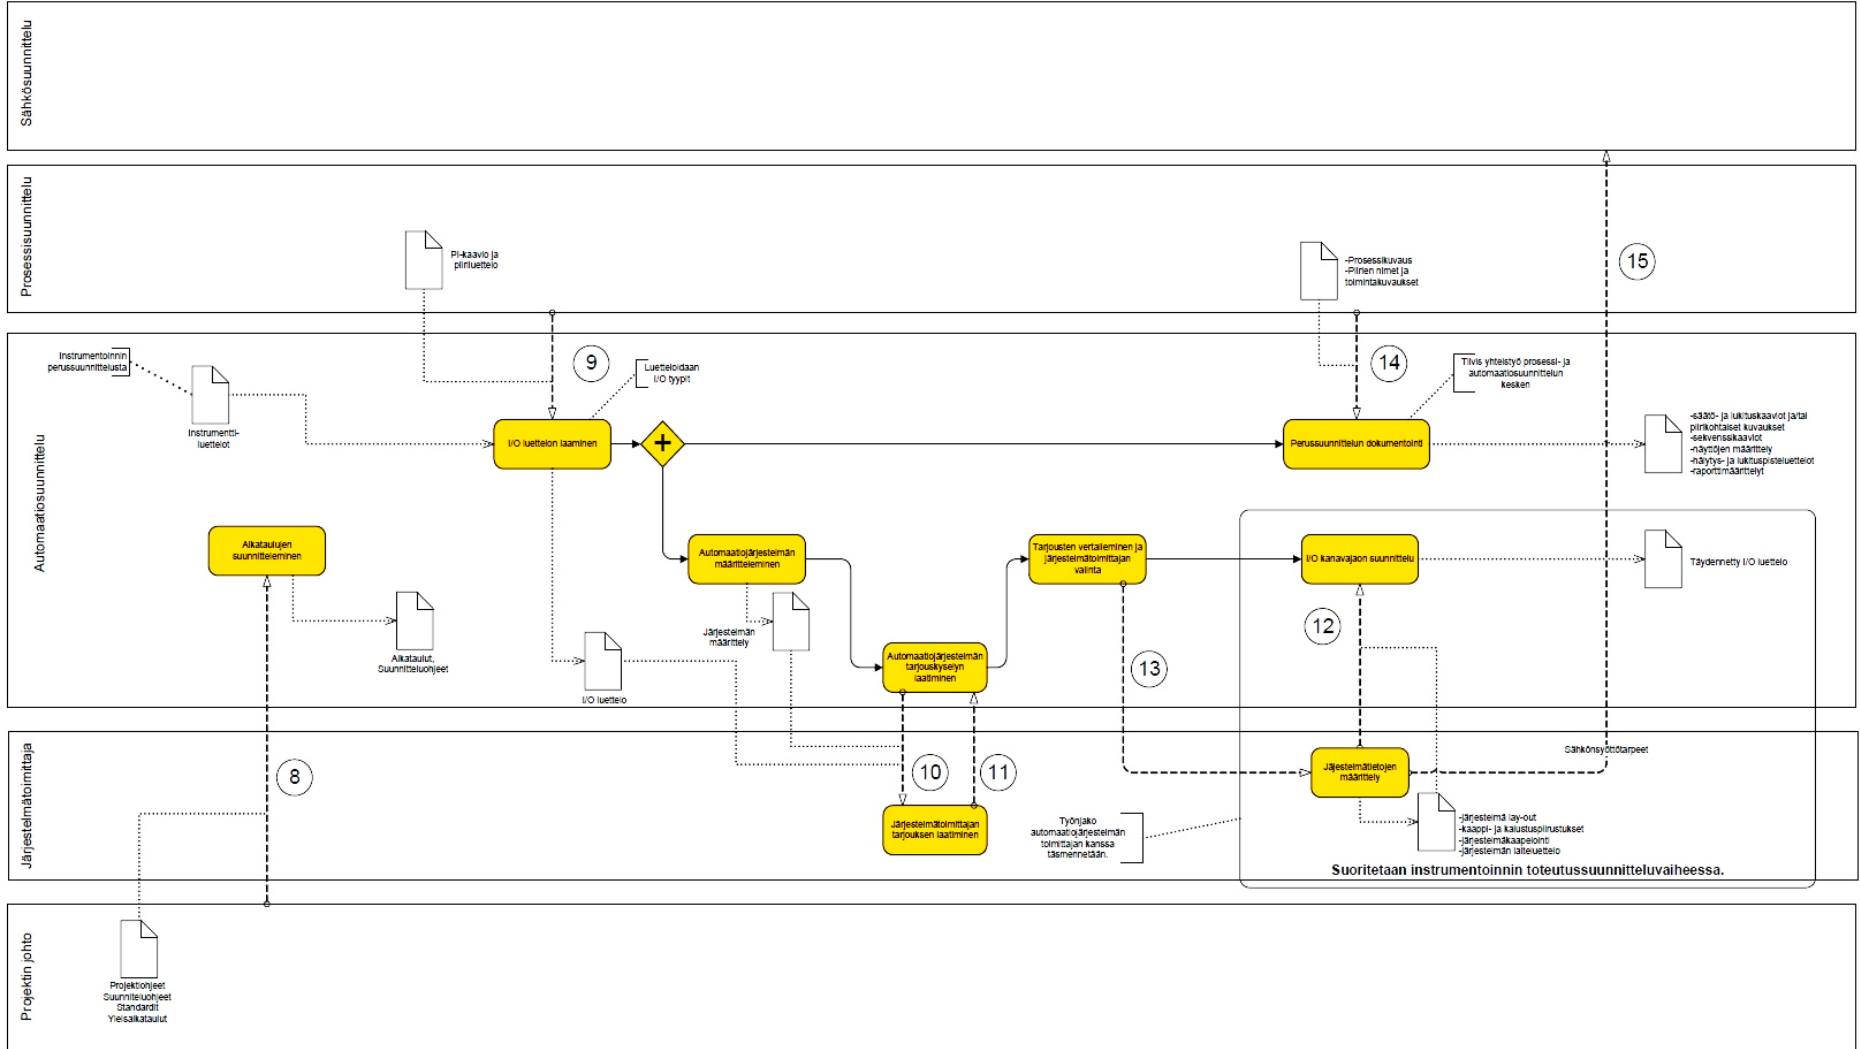 Sähkösuunnittelu
Prosessisuunnittelu
PI-kaavio ja
piiriluettelo
-Prosessikuvaus
-Piirien nimet ja
toimintakuvaukset
15
Automaatiosuunnittelu
Instrumentoinnin
perussuunnittelusta
Instrumentti-
luettelot
9
Luetteloidaan
I/O tyypit
14
Tiivis yhteistyö prosessi- ja
automaatiosuunnittelun
kesken
I/O luettelon laaminen
Perussuunnittelun dokumentointi
-säätö- ja lukituskaaviot ja/tai
piirikohtaiset kuvaukset
-sekvenssikaaviot
-näyttöjen määrittely
-hälytys- ja lukituspisteluettelot
-raporttimäärittelyt
Aikataulujen
suunnitteleminen
Automaatiojärjestelmän
määritteleminen
Tarjousten vertaileminen ja
järjestelmätoimittajan
valinta
I/O kanavajaon suunnittelu
Täydennetty I/O luettelo
Aikataulut,
Suunnitteluohjeet
Järjestelmän
määrittely
12
I/O luettelo
Automaatiojärjestelmän
tarjouskyselyn
laatiminen
13
Järjestelmätoimittaja
8
10
11
Järjestelmätoimittajan
tarjouksen laatiminen
Työnjako
automaatiojärjestelmän
toimittajan kanssa
täsmennetään.
Jäjestelmätietojen
määrittely
Sähkönsyöttötarpeet
-järjestelmä lay-out
-kaappi- ja kalustuspiirustukset
-järjestelmäkaapelointi
-järjestelmän laiteluettelo
Suoritetaan instrumentoinnin toteutussuunnitteluvaiheessa.
Projektin johto
Projektiohjeet
Suunniteluohjeet
Standardit
Yleisaikataulut